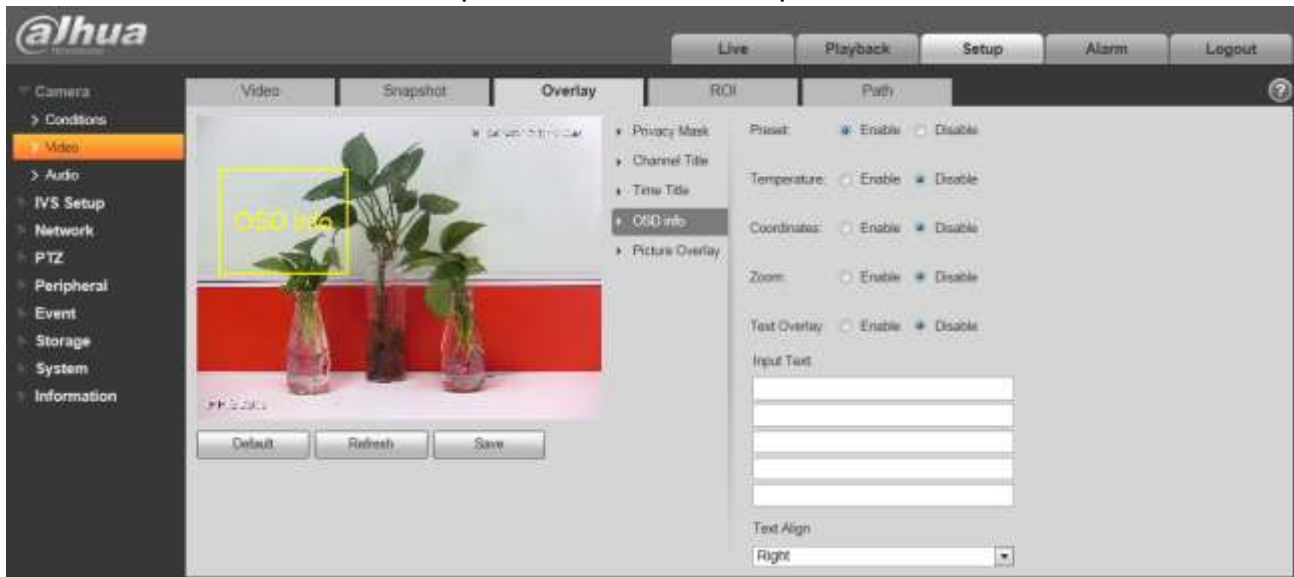 alhua
TECHNOLOGY
Live
Playback
Setup
Alarm
Logout
Camera
Conditions
Video
Audio
IVS Setup
Network
PTZ
Peripheral
Event
Storage
System
Information
Video
Snapshot
Overlay
ROI
Path
OSD info
Default
Refresh
Save
Privacy Mask
Channel Title
Time Title
OSD info
Picture Overlay
Preset: Enable Disable
Temperature: Enable Disable
Coordinates: Enable Disable
Zoom: Enable Disable
Text Overlay: Enable Disable
Input Text
Text Align
Right